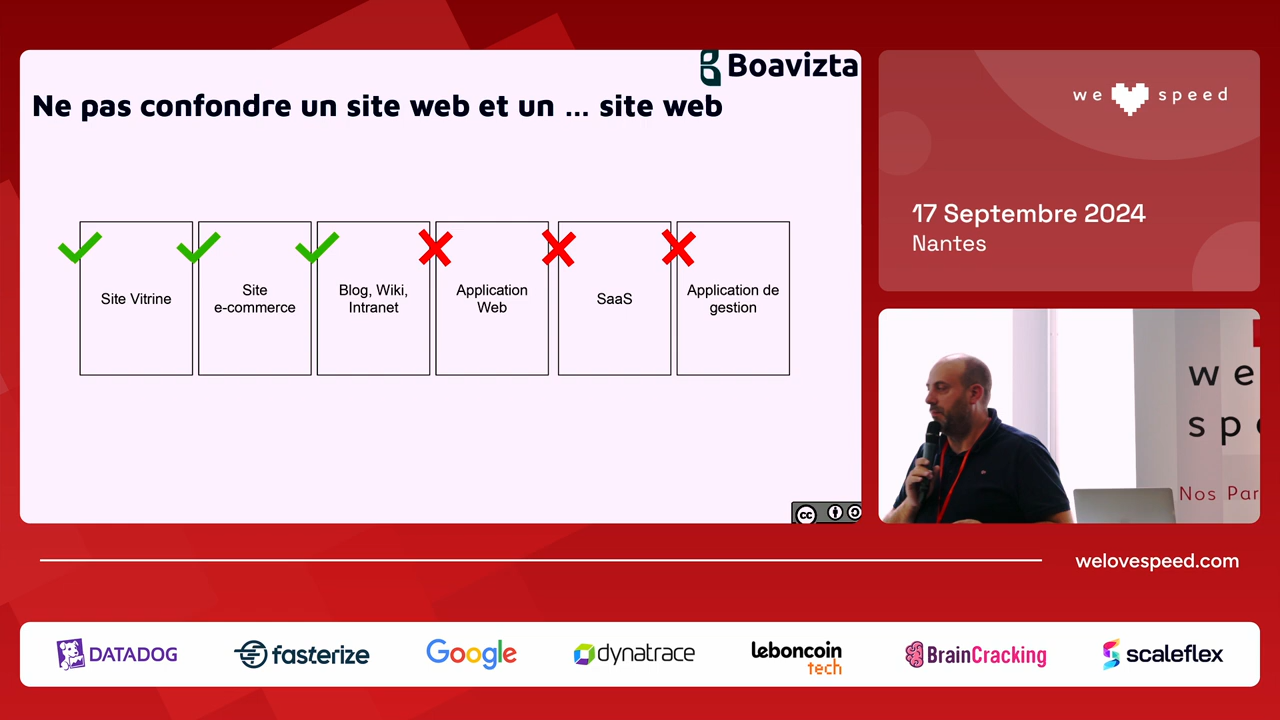 Boavizta
Ne pas confondre un site web et un ... site web
Site Vitrine
Site
e-commerce
Blog, Wiki,
Intranet
Application
Web
SaaS
Application de
gestion
cc
we speed
17 Septembre 2024
Nantes
we
spe
Nos Par
welovespeed.com
DATADOG
fasterize
Google
dynatrace
leboncoin
tech
BrainCracking
scaleflex